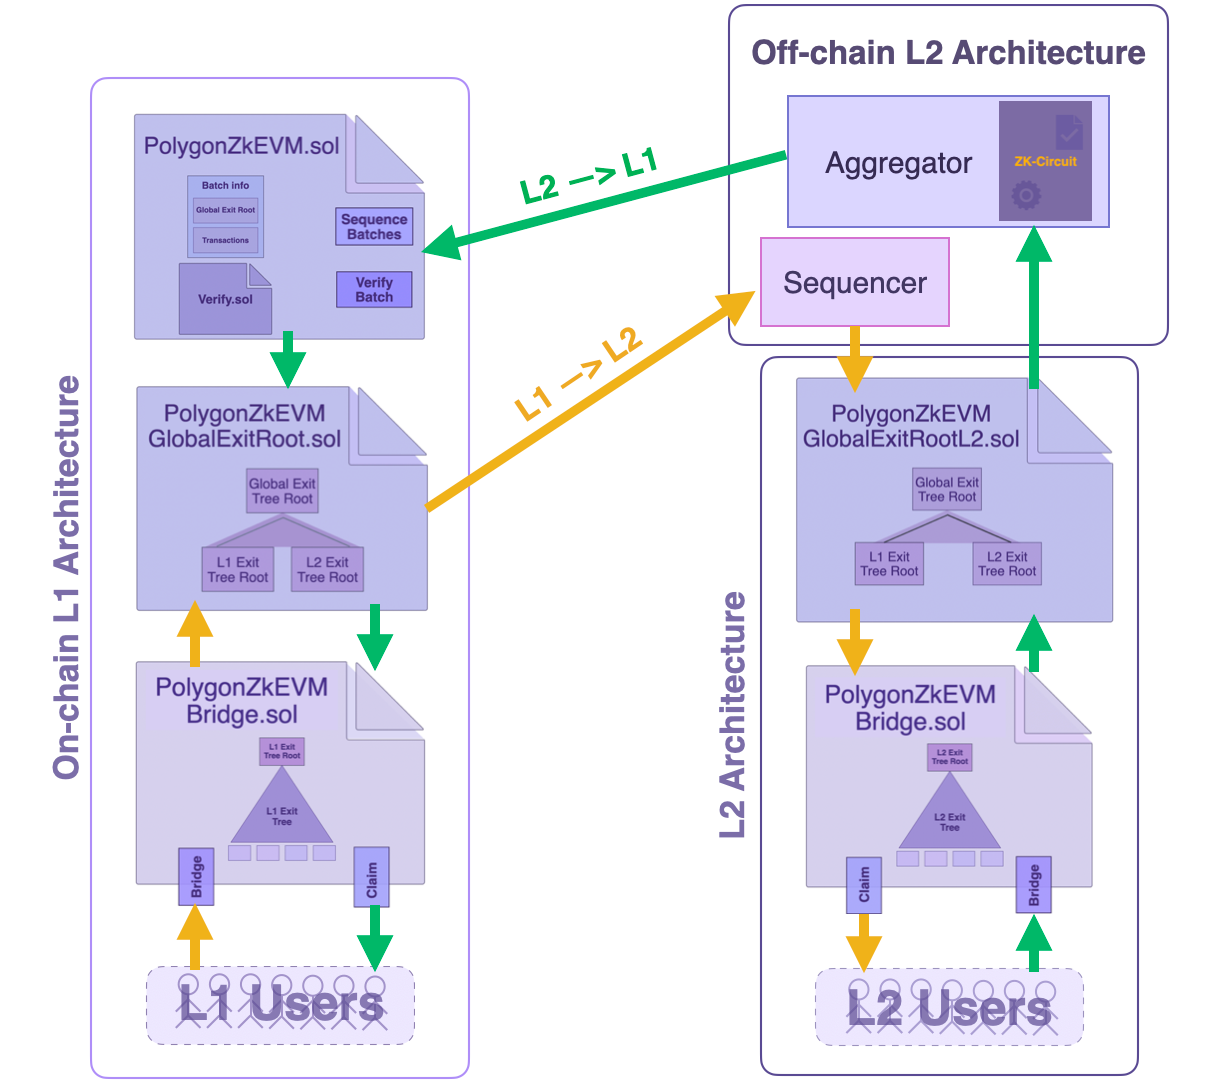 Off-chain L2 Architecture
Aggregator
ZK-Circuit
Sequencer
L2 —> L1
L1 —> L2
On-chain L1 Architecture
PolygonZkEVM.sol
Batch info
Global Exit Root
Transactions
Verify.sol
Sequence
Batches
Verify
Batch
PolygonZkEVM
GlobalExitRoot.sol
Global Exit
Tree Root
L1 Exit
Tree Root
L2 Exit
Tree Root
PolygonZkEVM
Bridge.sol
L1 Exit
Tree Root
L1 Exit
Tree
Bridge
Claim
L1 Users
L2 Architecture
PolygonZkEVM
GlobalExitRootL2.sol
Global Exit
Tree Root
L1 Exit
Tree Root
L2 Exit
Tree Root
PolygonZkEVM
Bridge.sol
L2 Exit
Tree Root
L2 Exit
Tree
Claim
Bridge
L2 Users